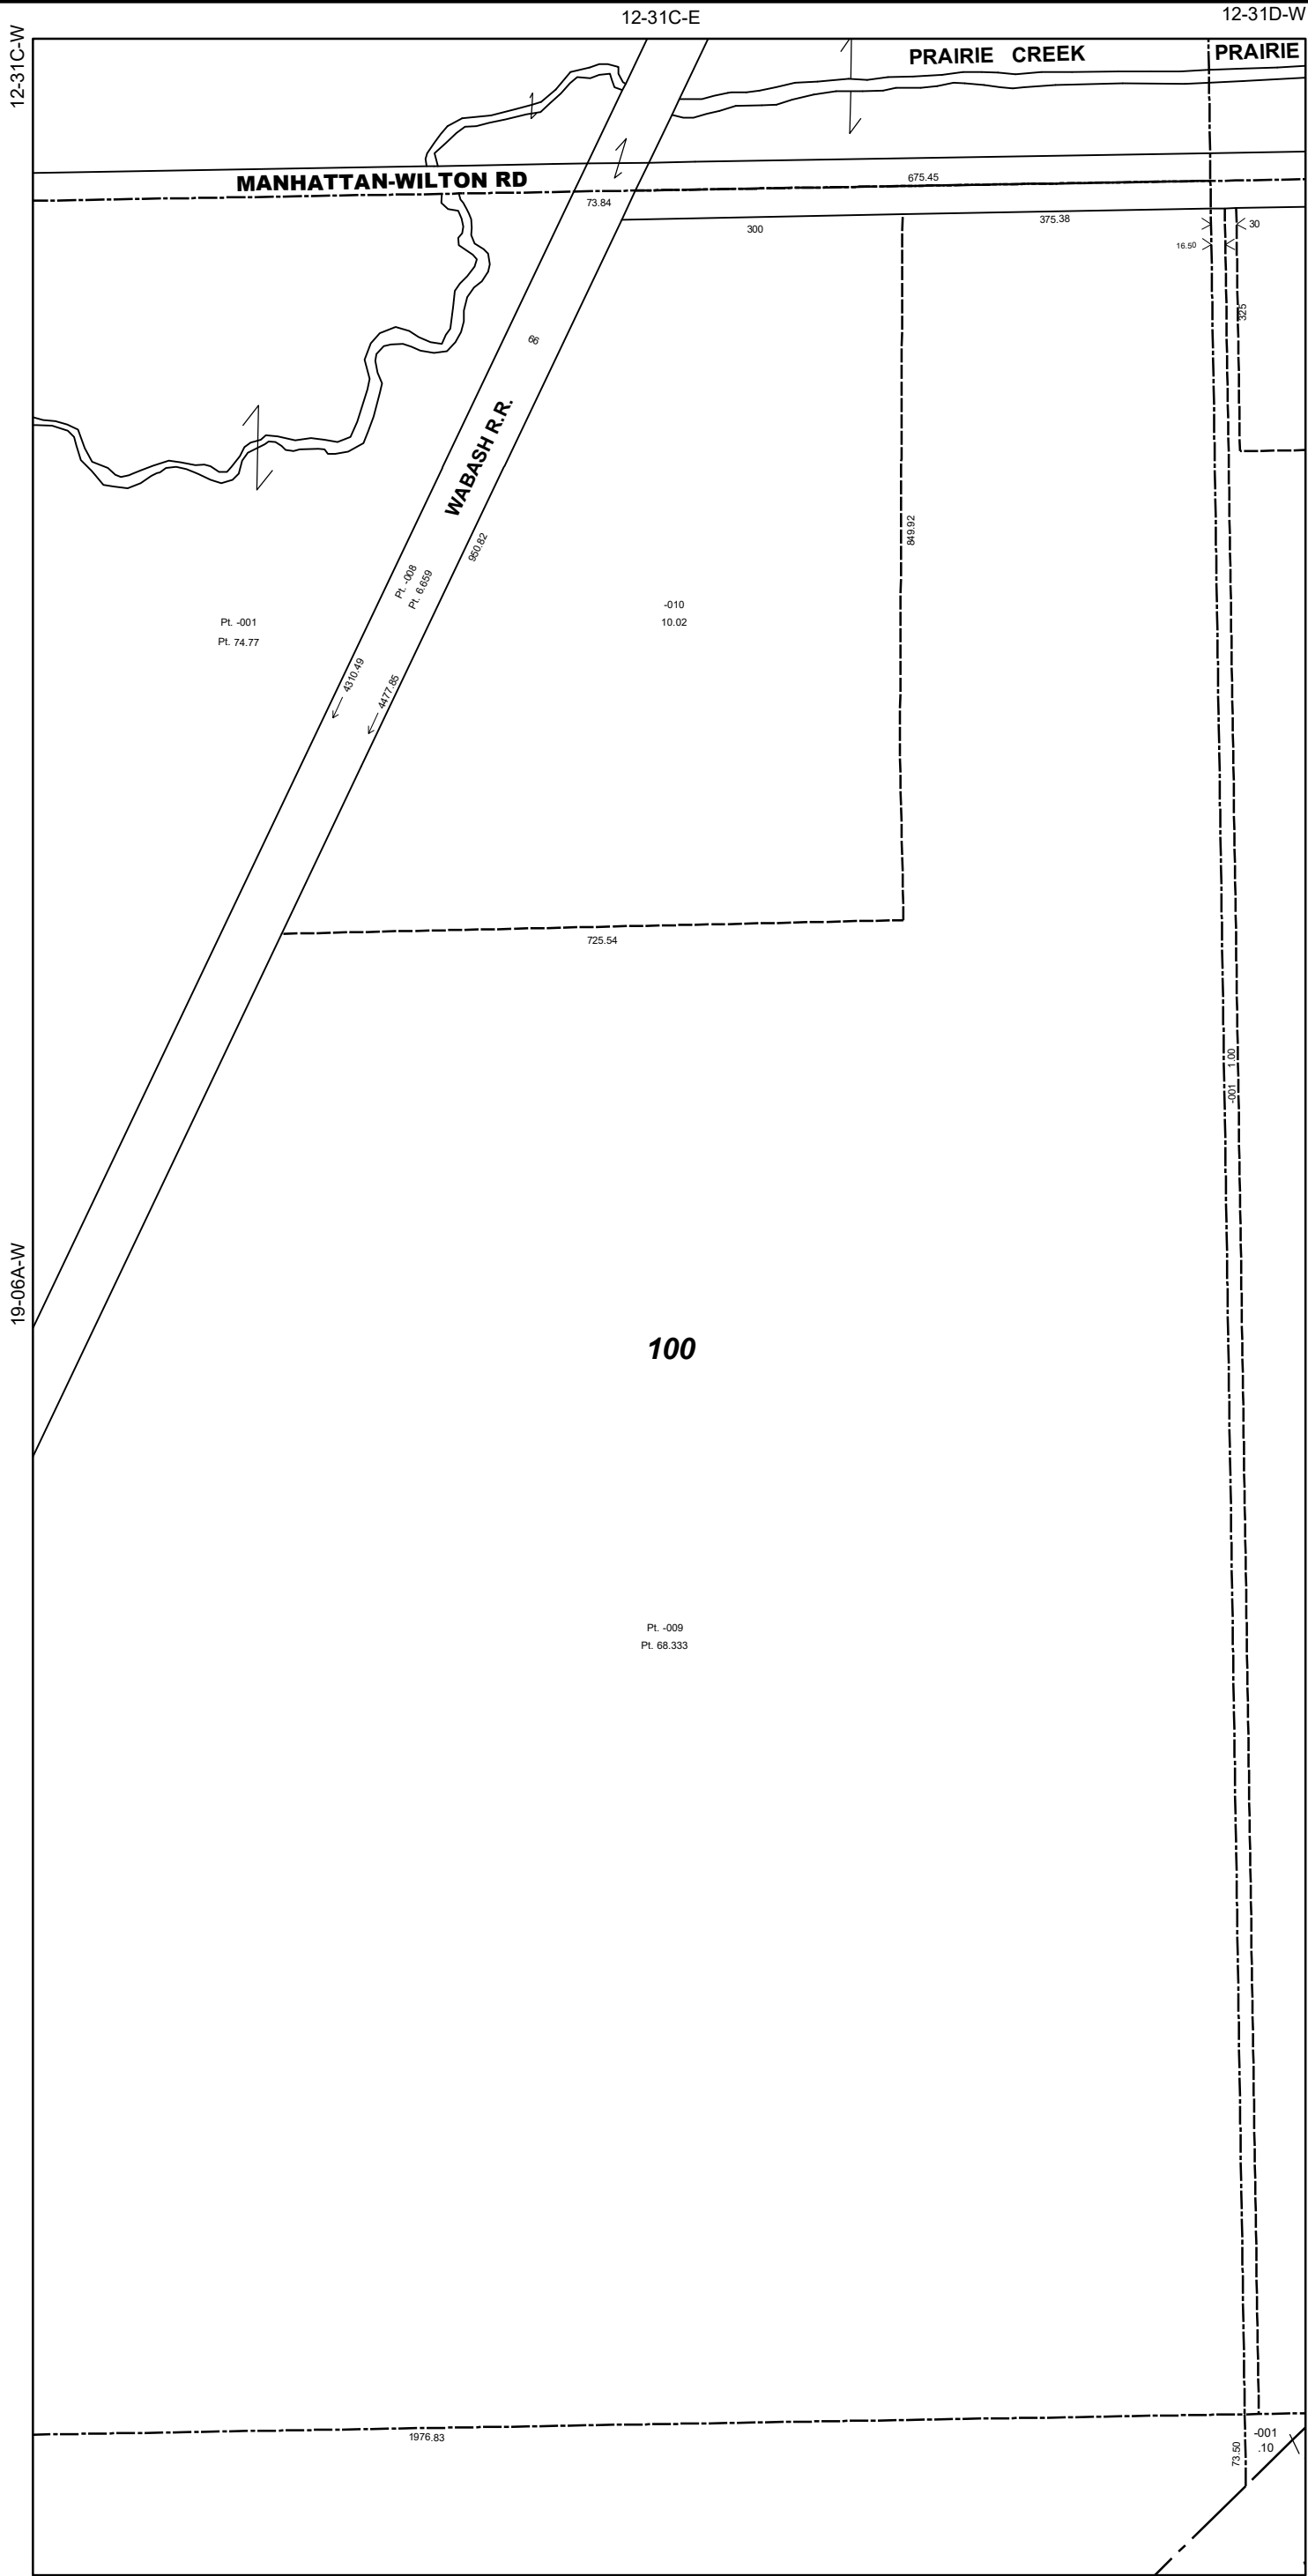 12-31C-E
12-31D-W
12-31C-W
PRAIRIE CREEK
PRAIRIE
MANHATTAN-WILTON RD
675.45
73.84
300
375.38
30
16.50
325
66
WABASH R.R.
950.82
849.92
Pt. -008
Pt. 6.659
-010
10.02
Pt. -001
Pt. 74.77
4310.49
4477.85
725.54
-001 1.00
19-06A-W
100
Pt. -009
Pt. 68.333
1976.83
73.50
-001
.10